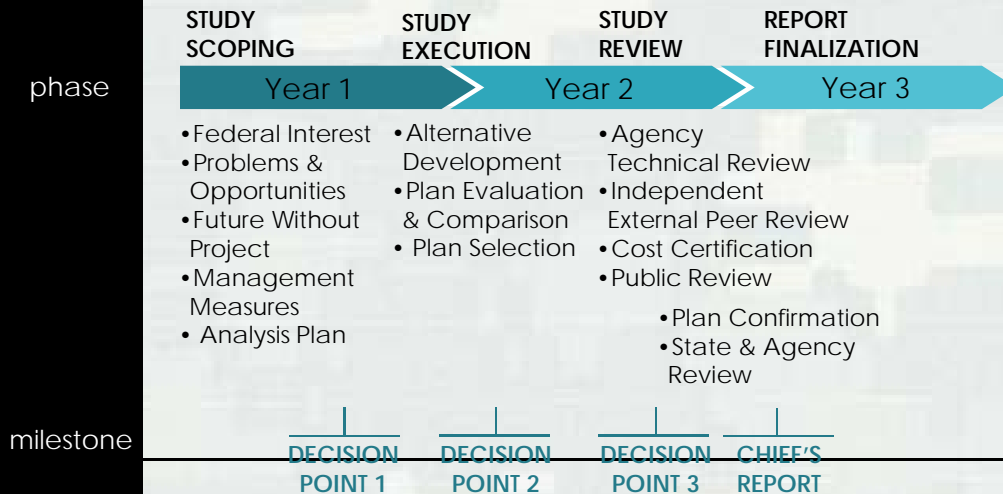 STUDY
SCOPING
STUDY
EXECUTION
STUDY
REVIEW
REPORT
FINALIZATION
phase
Year 1
Year 2
Year 3
•Federal Interest
•Problems &
Opportunities
•Future Without
Project
•Management
Measures
• Analysis Plan
•Alternative
Development
•Plan Evaluation
& Comparison
• Plan Selection
•Agency
Technical Review
•Independent
External Peer Review
•Cost Certification
•Public Review
•Plan Confirmation
•State & Agency
Review
milestone
DECISION
POINT 1
DECISION
POINT 2
DECISION
POINT 3
CHIEF'S
REPORT